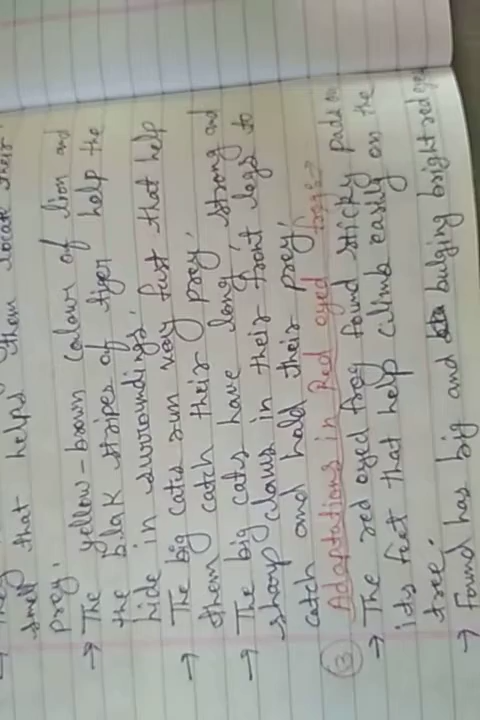 smell that helps them locate their
prey.
→ The yellow-brown colour of lion and
the blak stripes of tiger help the
hide in surroundings.
→ The big cats run very fast that help
them catch their prey.
→ The big cats have long, strong and
sharp claws in their front legs to
catch and hold their prey.
③ Adaptations in Red eyed frog:→
→ The red eyed frog found sticky pads on
its feet that help climb easily on the
tree.
→ Found has big and bulging bright red eyes